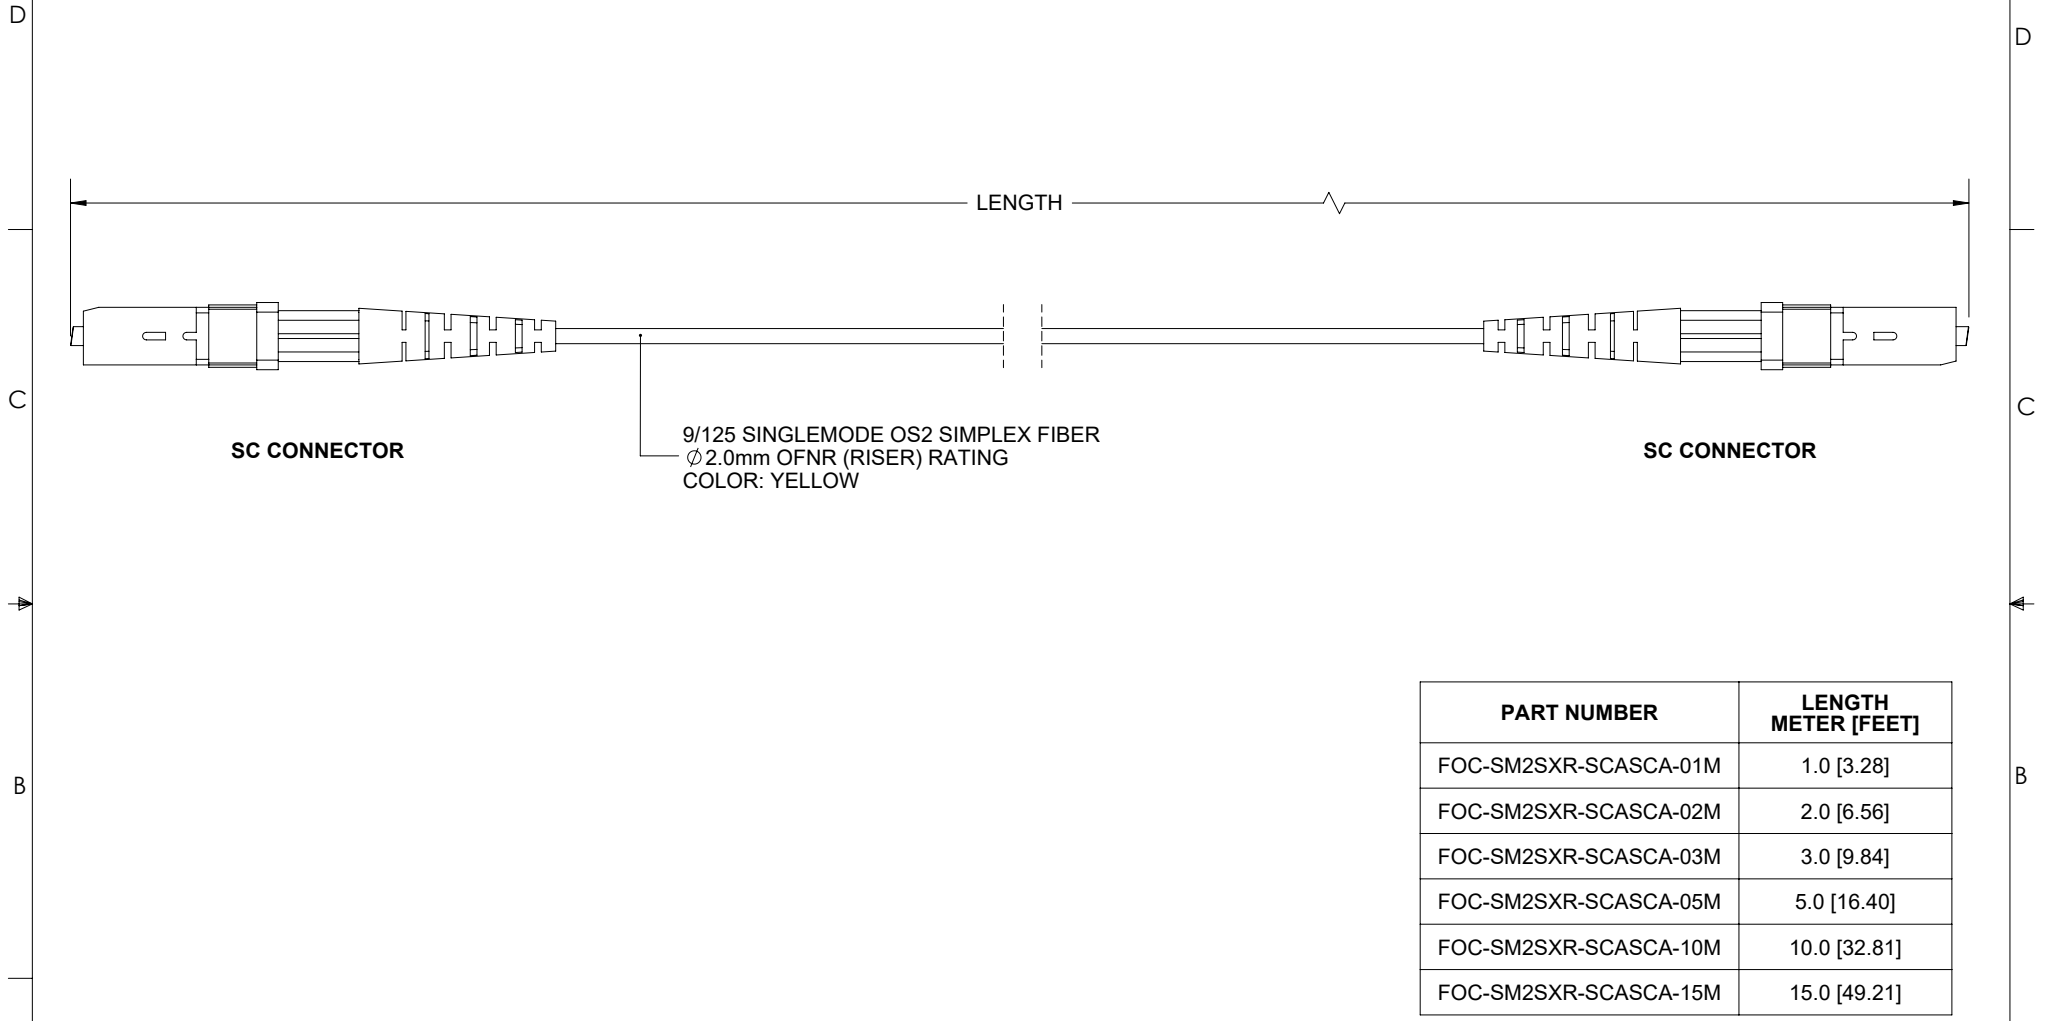 D
D
LENGTH
C
C
SC CONNECTOR
9/125 SINGLEMODE OS2 SIMPLEX FIBER
∅2.0mm OFNR (RISER) RATING
COLOR: YELLOW
SC CONNECTOR
B
B
PART NUMBER
LENGTH
METER [FEET]
FOC-SM2SXR-SCASCA-01M 1.0 [3.28]
FOC-SM2SXR-SCASCA-02M 2.0 [6.56]
FOC-SM2SXR-SCASCA-03M 3.0 [9.84]
FOC-SM2SXR-SCASCA-05M 5.0 [16.40]
FOC-SM2SXR-SCASCA-10M 10.0 [32.81]
FOC-SM2SXR-SCASCA-15M 15.0 [49.21]